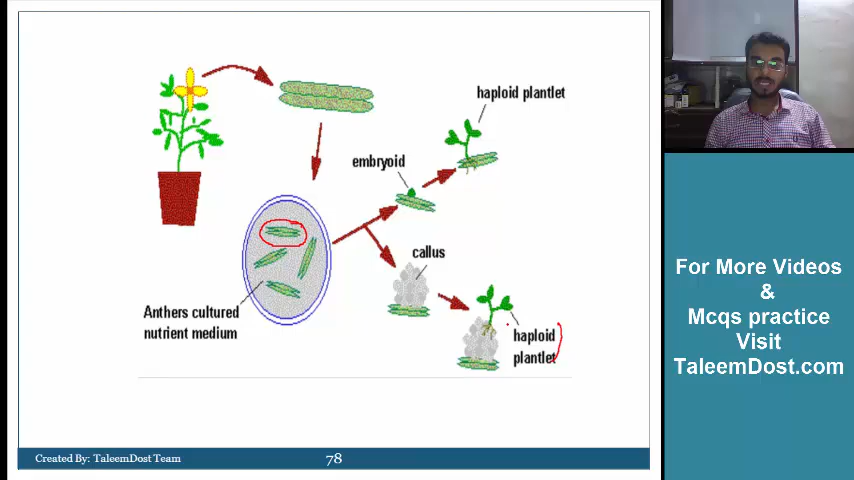 haploid plantlet
embryoid
callus
Anthers cultured
nutrient medium
haploid
plantlet
For More Videos
&
Mcqs practice
Visit
TaleemDost.com
Created By: TaleemDost Team
78